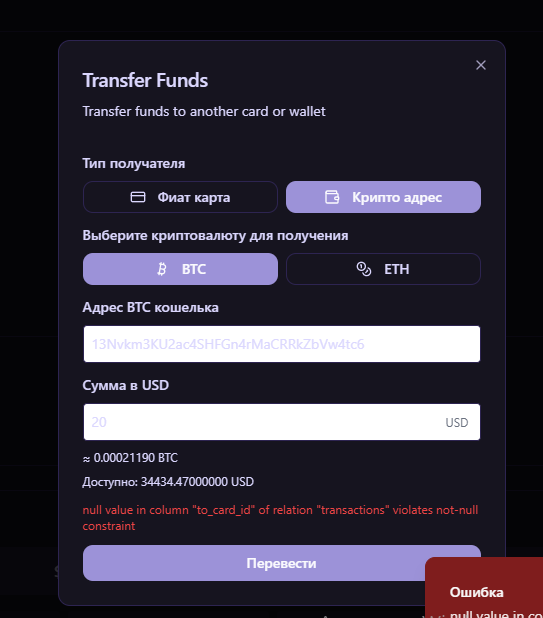 Transfer Funds
Transfer funds to another card or wallet
Тип получателя
Фиат карта
Крипто адрес
Выберите криптовалюту для получения
BTC
ETH
Адрес BTC кошелька
13Nvkm3KU2ac4SHFGn4rMaCRRkZbVw4tc6
Сумма в USD
20
USD
≈ 0.00021190 BTC
Доступно: 34434.47000000 USD
null value in column "to_card_id" of relation "transactions" violates not-null
constraint
Перевести
Ошибка
null value in co